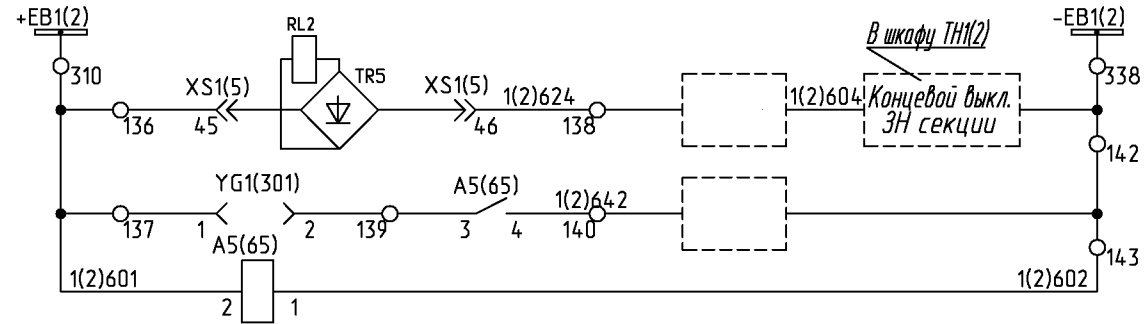 +EB1(2)
-EB1(2)
В шкафу ТН1(2)
RL2
310
TR5
338
XS1(5)
XS1(5)
1(2)624
1(2)604
Концевой выкл.
ЗН секции
136
45
46
138
142
YG1(301)
A5(65)
1(2)642
137
1
2
139
3
4
140
A5(65)
143
1(2)601
1(2)602
2
1